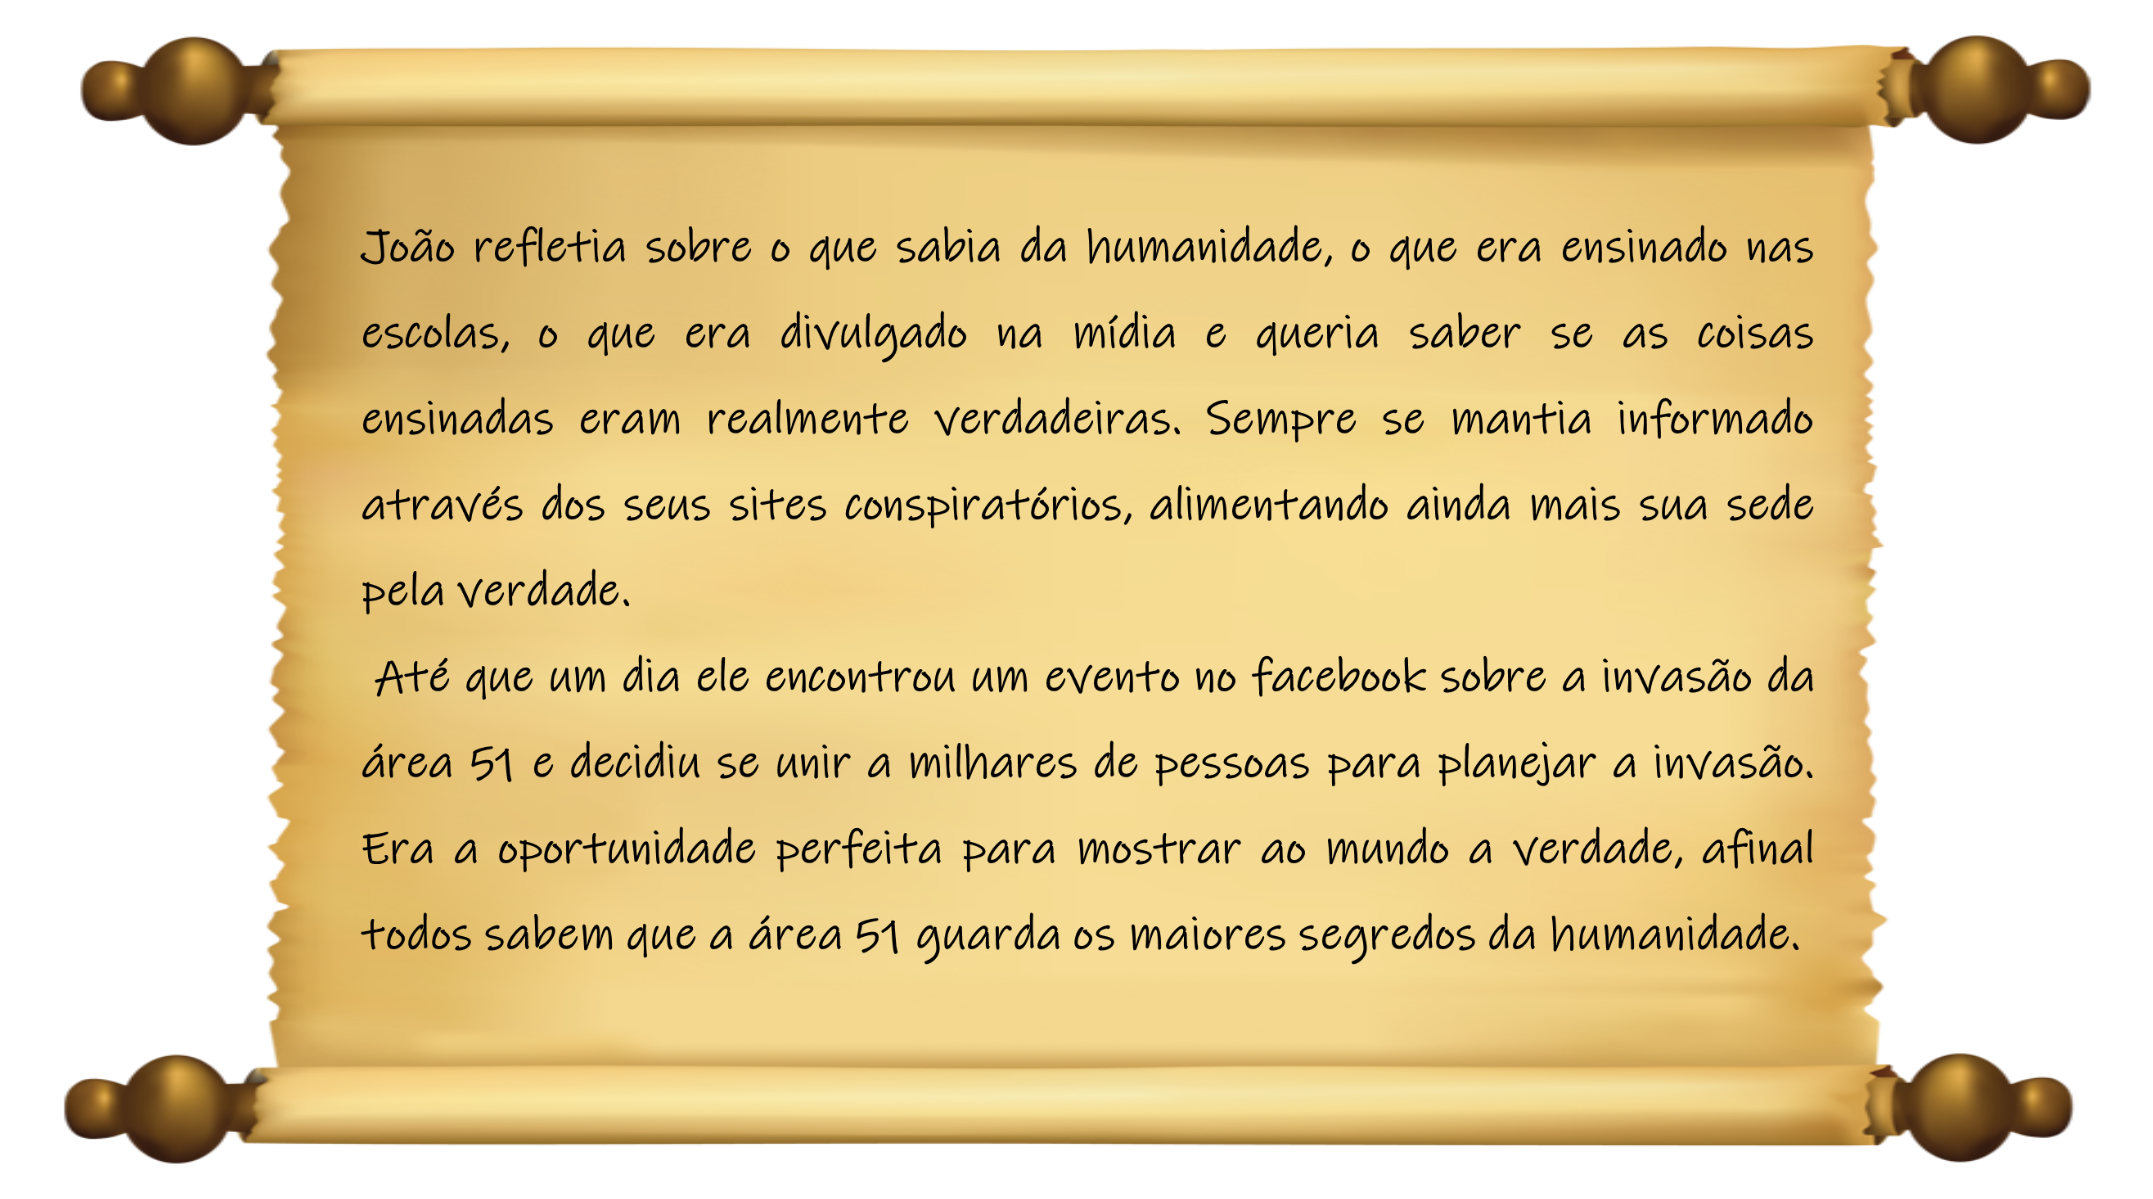 João refletia sobre o que sabia da humanidade, o que era ensinado nas
escolas, o que era divulgado na mídia e queria saber se as coisas
ensinadas eram realmente verdadeiras. Sempre se mantia informado
através dos seus sites conspiratórios, alimentando ainda mais sua sede
pela verdade.
Até que um dia ele encontrou um evento no facebook sobre a invasão da
área 51 e decidiu se unir a milhares de pessoas para planejar a invasão.
Era a oportunidade perfeita para mostrar ao mundo a verdade, afinal
todos sabem que a área 51 guarda os maiores segredos da humanidade.